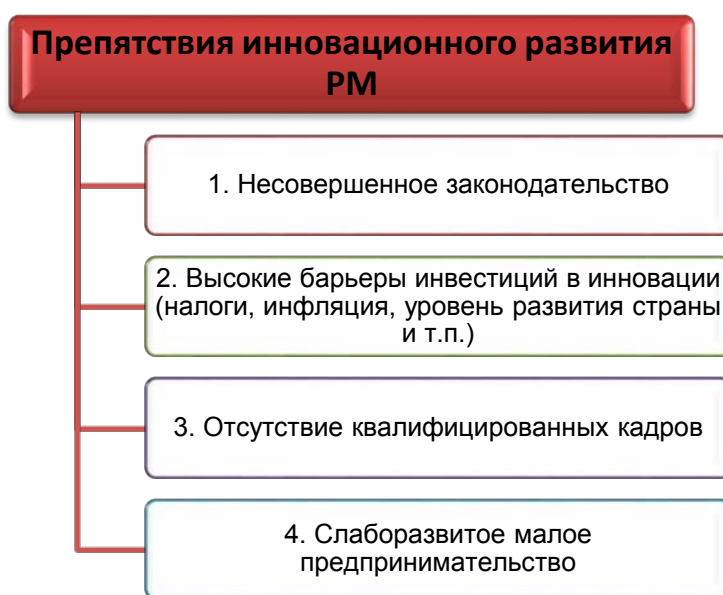 Препятствия инновационного развития
РМ
1. Несовершенное законодательство
2. Высокие барьеры инвестиций в инновации
(налоги, инфляция, уровень развития страны
и т.п.)
3. Отсутствие квалифицированных кадров
4. Слаборазвитое малое
предпринимательство